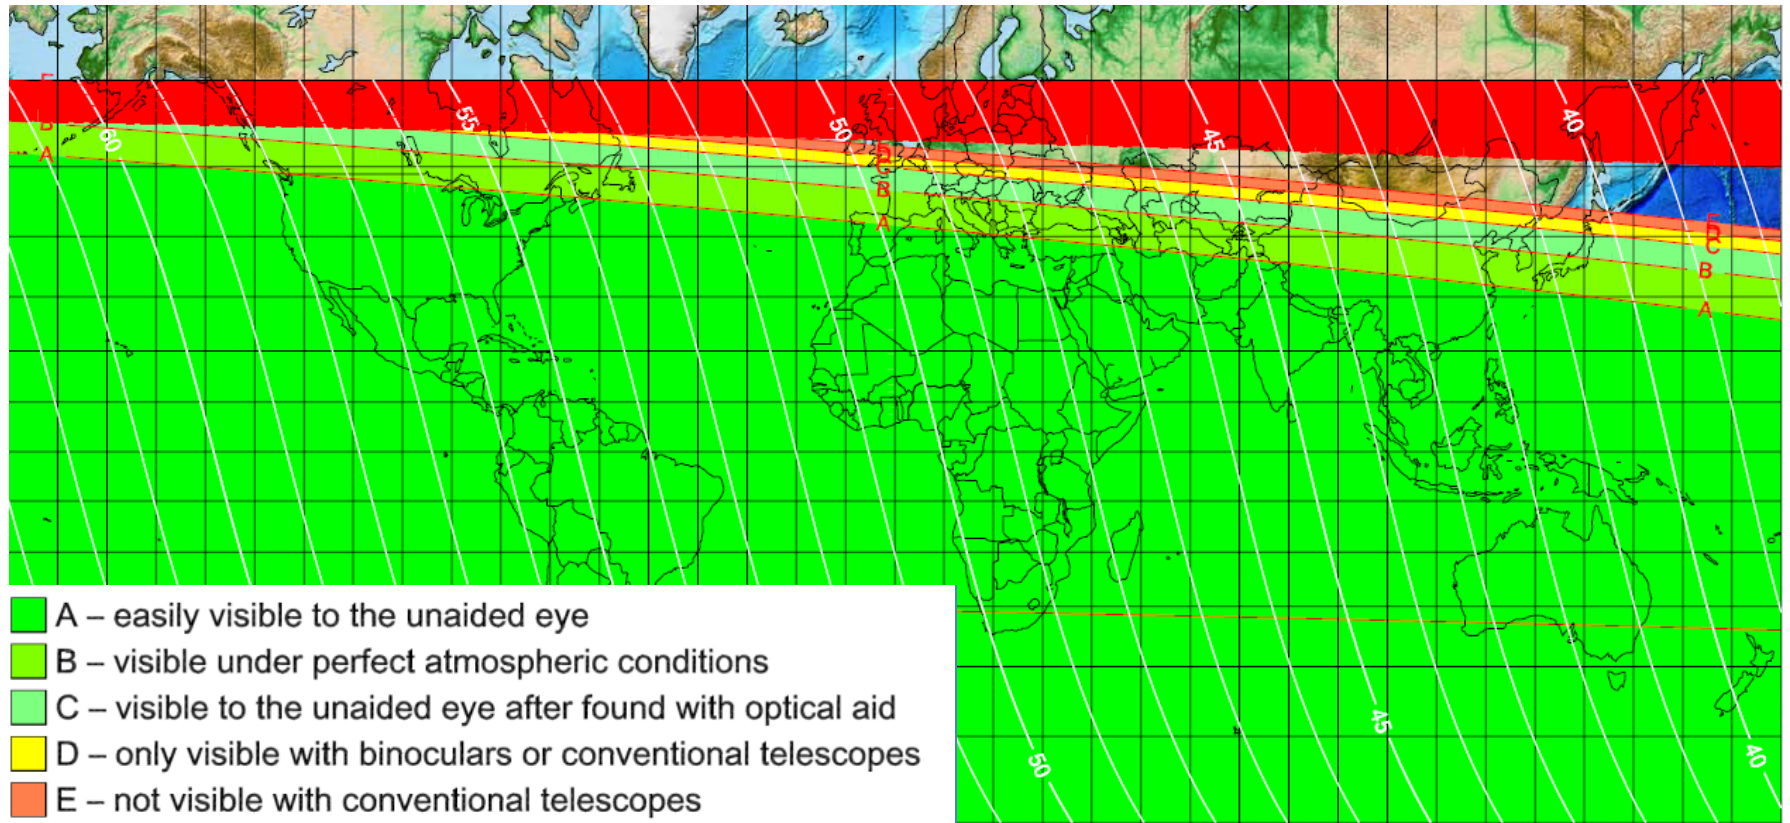 E
B
A
60
55
50
45
40
E
D
C
B
A
E
D
C
B
A
50
45
40
A – easily visible to the unaided eye
B – visible under perfect atmospheric conditions
C – visible to the unaided eye after found with optical aid
D – only visible with binoculars or conventional telescopes
E – not visible with conventional telescopes